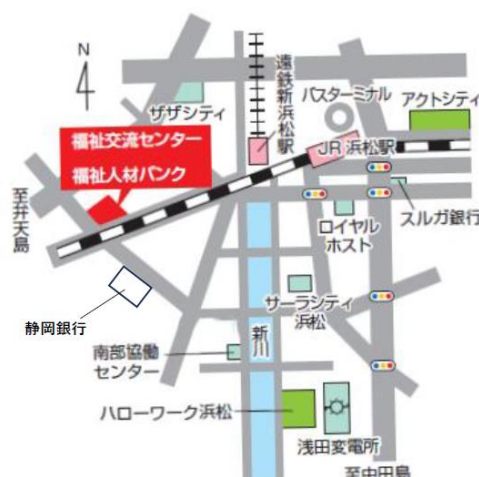 N
ザザシティ
遠鉄新浜松駅
バスターミナル
アクトシティ
福祉交流センター
福祉人材バンク
JR 浜松駅
至弁天島
スルガ銀行
ロイヤル
ホスト
静岡銀行
サーラシティ
浜松
新川
南部協働
センター
ハローワーク浜松
浅田変電所
至中田島